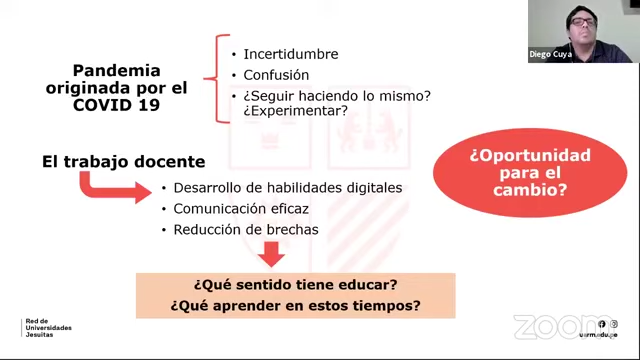 Diego Cuya
Pandemia
originada por el
COVID 19
• Incertidumbre
• Confusión
• ¿Seguir haciendo lo mismo?
¿Experimentar?
El trabajo docente
• Desarrollo de habilidades digitales
• Comunicación eficaz
• Reducción de brechas
¿Oportunidad
para el
cambio?
¿Qué sentido tiene educar?
¿Qué aprender en estos tiempos?
Red de
Universidades
Jesuitas
zoom